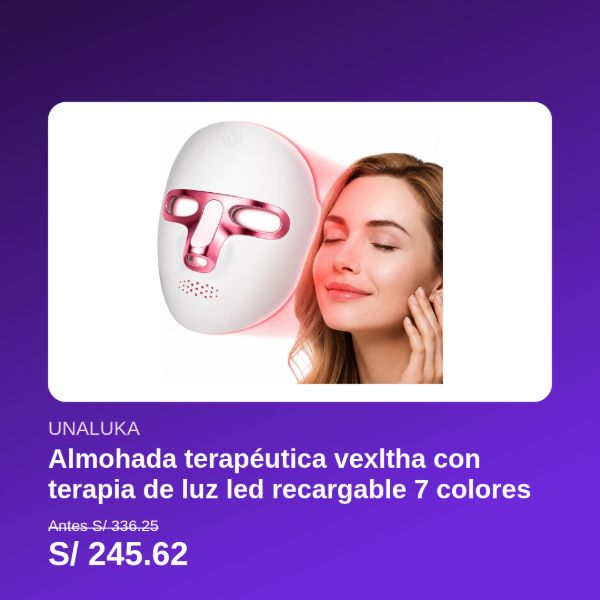 UNALUKA
Almohada terapéutica vexltha con
terapia de luz led recargable 7 colores
Antes S/ 336.25
S/ 245.62